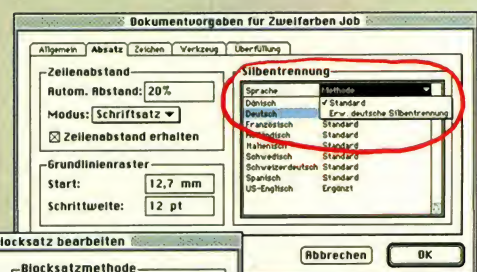 Dokumentvorgaben für Zweifarben Job
Allgemein Absatz Zeichen Werkzeug Überfüllung
Zeilenabstand
Autom. Abstand: 20%
Modus: Schriftsatz
Zeilenabstand erhalten
Grundlinienraster
Start: 12,7 mm
Schrittweite: 12 pt
Silbentrennung
Sprache Methode
Dänisch Standard
Deutsch Erw. deutsche Silbentrennung
Französisch Standard
Holländisch Standard
Italienisch Standard
Schwedisch Standard
Schweizerdeutsch Standard
Spanisch Standard
US-Englisch Ergänzt
Abbrechen OK
Blocksatz bearbeiten
Blocksatzmethode